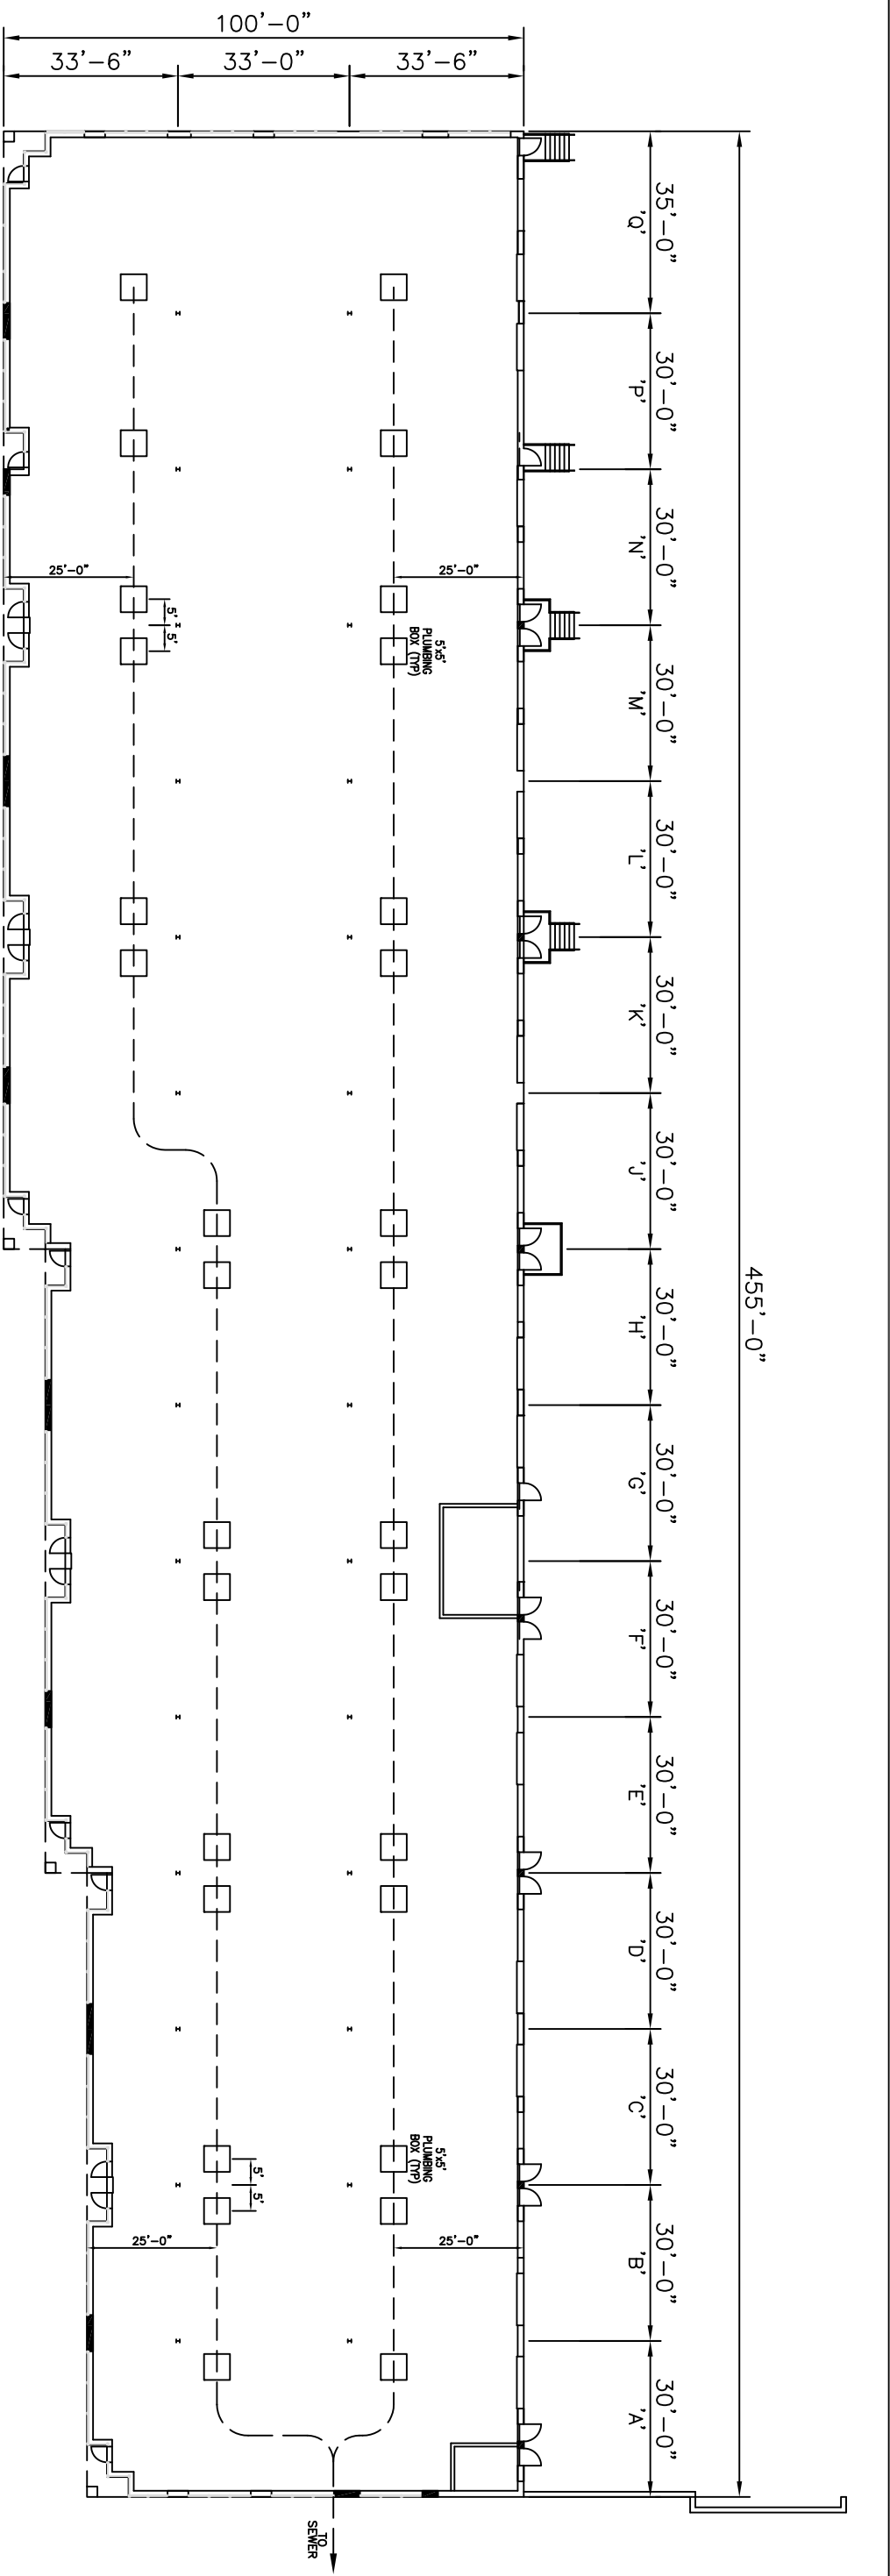 100'-0"
33'-6"
33'-0"
33'-6"
455'-0"
35'-0"
'Q'
30'-0"
'P'
30'-0"
'N'
30'-0"
'M'
30'-0"
'L'
30'-0"
'K'
30'-0"
'J'
30'-0"
'H'
30'-0"
'G'
30'-0"
'F'
30'-0"
'E'
30'-0"
'D'
30'-0"
'C'
30'-0"
'B'
30'-0"
'A'
25'-0"
25'-0"
5'
5'
5'x5'
PLUMBING
BOX (TYP)
5'x5'
PLUMBING
BOX (TYP)
5'
5'
25'-0"
25'-0"
TO
SEWER